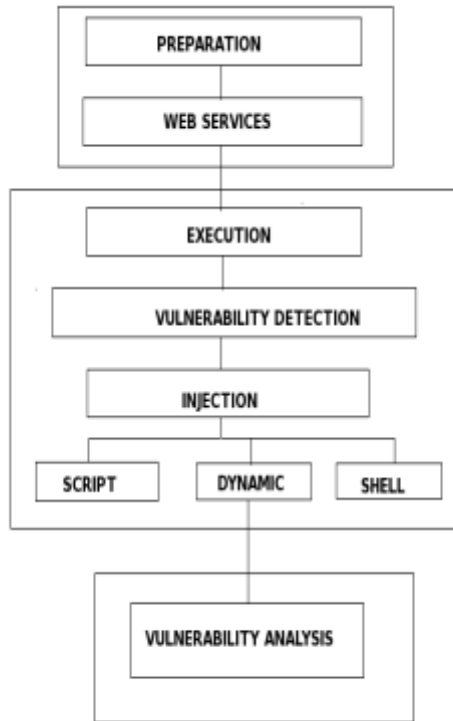 PREPARATION
WEB SERVICES
EXECUTION
VULNERABILITY DETECTION
INJECTION
SCRIPT
DYNAMIC
SHELL
VULNERABILITY ANALYSIS